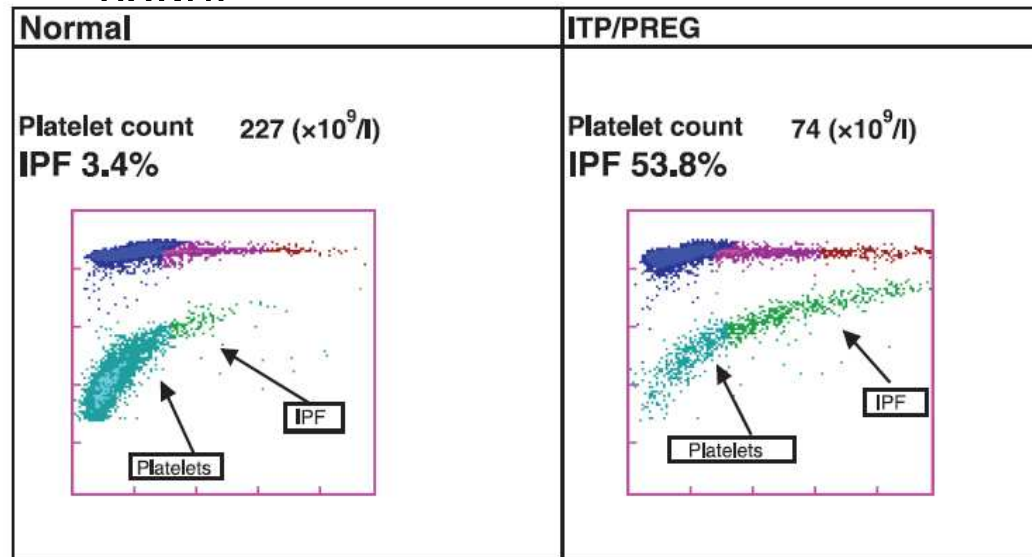 Normal
Platelet count 227 (×10⁹/l)
IPF 3.4%
IPF
Platelets
ITP/PREG
Platelet count 74 (×10⁹/l)
IPF 53.8%
IPF
Platelets